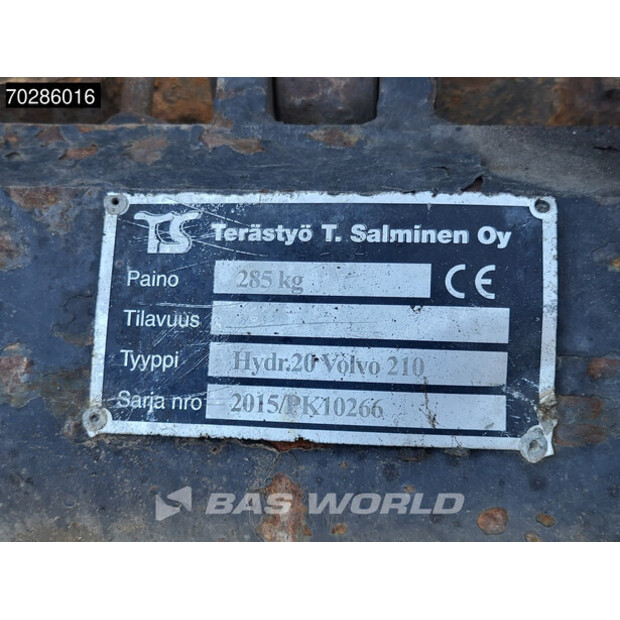 70286016
TS Terästyö T. Salminen Oy
Paino 285 kg CE
Tilavuus
Tyyppi Hydr.20 Volvo 210
Sarja nro 2015/PK10266
BAS WORLD